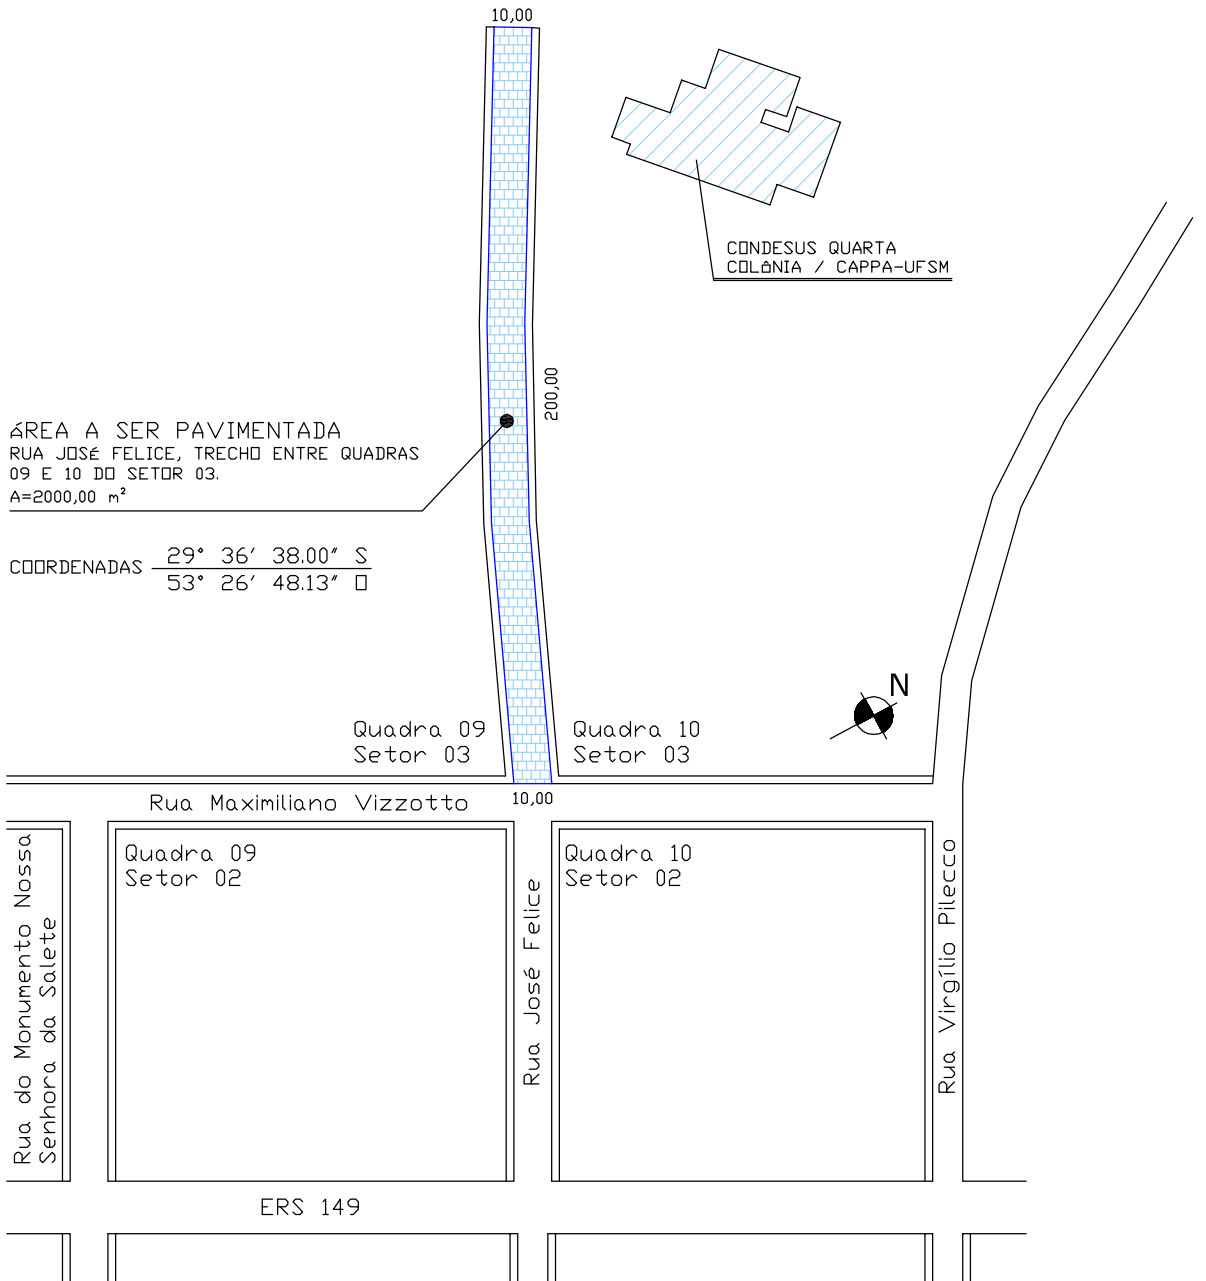 10,00
CONDESUS QUARTA
COLÔNIA / CAPPA-UFSM
200,00
ÁREA A SER PAVIMENTADA
RUA JOSÉ FELICE, TRECHO ENTRE QUADRAS
09 E 10 DO SETOR 03.
A=2000,00 m²
COORDENADAS
29° 36' 38.00" S
53° 26' 48.13" O
N
Quadra 09
Setor 03
Quadra 10
Setor 03
10,00
Rua Maximiliano Vizzotto
Quadra 09
Setor 02
Quadra 10
Setor 02
Rua do Monumento Nossa
Senhora da Salete
Rua José Felice
Rua Virgílio Pilecco
ERS 149